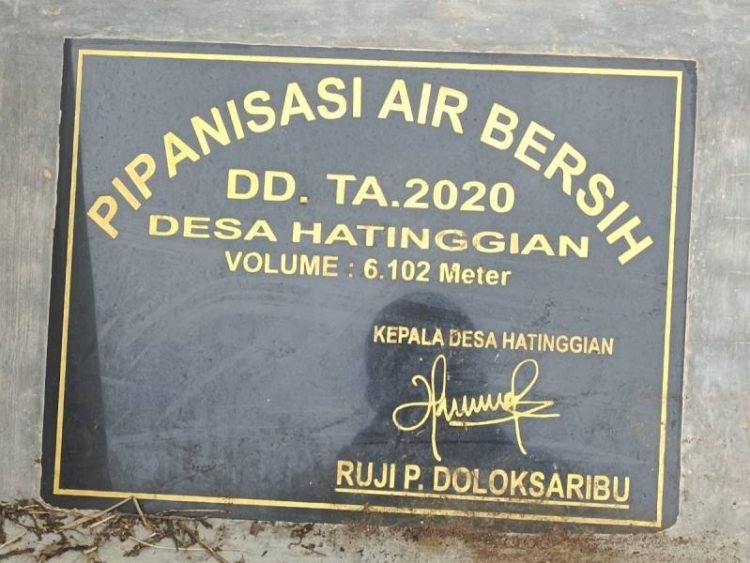 PIPANISASI AIR BERSIH
DD. TA.2020
DESA HATINGGIAN
VOLUME : 6.102 Meter
KEPALA DESA HATINGGIAN
RUJI P. DOLOKSARIBU